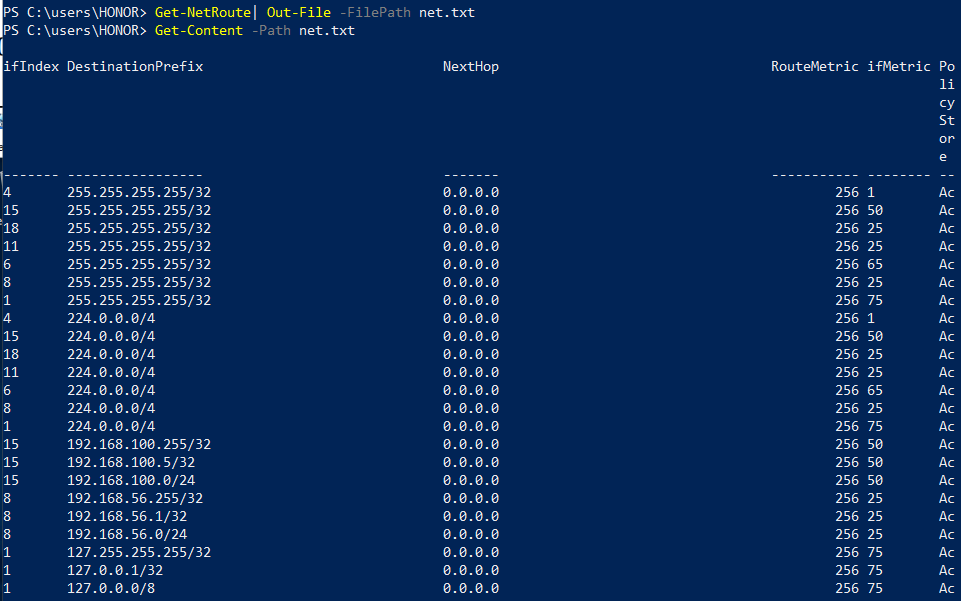 PS C:\users\HONOR> Get-NetRoute| Out-File -FilePath net.txt
PS C:\users\HONOR> Get-Content -Path net.txt
ifIndex DestinationPrefix NextHop RouteMetric ifMetric Po
li
cy
St
or
e
------- ----------------- ------- ----------- -------- --
4 255.255.255.255/32 0.0.0.0 256 1 Ac
15 255.255.255.255/32 0.0.0.0 256 50 Ac
18 255.255.255.255/32 0.0.0.0 256 25 Ac
11 255.255.255.255/32 0.0.0.0 256 25 Ac
6 255.255.255.255/32 0.0.0.0 256 65 Ac
8 255.255.255.255/32 0.0.0.0 256 25 Ac
1 255.255.255.255/32 0.0.0.0 256 75 Ac
4 224.0.0.0/4 0.0.0.0 256 1 Ac
15 224.0.0.0/4 0.0.0.0 256 50 Ac
18 224.0.0.0/4 0.0.0.0 256 25 Ac
11 224.0.0.0/4 0.0.0.0 256 25 Ac
6 224.0.0.0/4 0.0.0.0 256 65 Ac
8 224.0.0.0/4 0.0.0.0 256 25 Ac
1 224.0.0.0/4 0.0.0.0 256 75 Ac
15 192.168.100.255/32 0.0.0.0 256 50 Ac
15 192.168.100.5/32 0.0.0.0 256 50 Ac
15 192.168.100.0/24 0.0.0.0 256 50 Ac
8 192.168.56.255/32 0.0.0.0 256 25 Ac
8 192.168.56.1/32 0.0.0.0 256 25 Ac
8 192.168.56.0/24 0.0.0.0 256 25 Ac
1 127.255.255.255/32 0.0.0.0 256 75 Ac
1 127.0.0.1/32 0.0.0.0 256 75 Ac
1 127.0.0.0/8 0.0.0.0 256 75 Ac